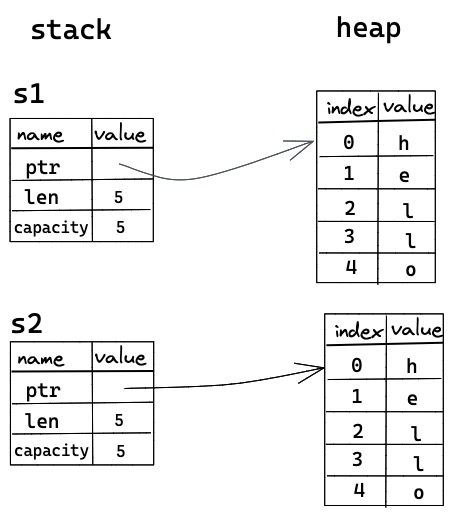 stack heap
s1
name value
ptr
len 5
capacity 5
index value
0 h
1 e
2 l
3 l
4 o
s2
name value
ptr
len 5
capacity 5
index value
0 h
1 e
2 l
3 l
4 o